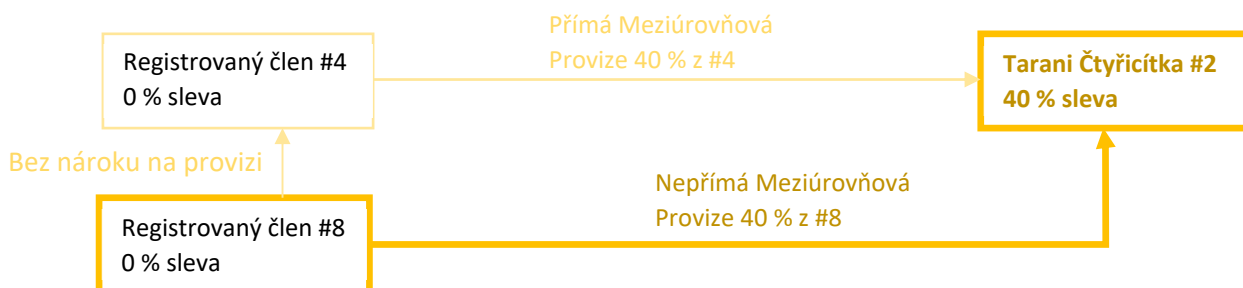 Přímá Meziúrovňová
Provize 40 % z #4
Registrovaný člen #4
0 % sleva
Tarani Čtyřicítka #2
40 % sleva
Bez nároku na provizi
Nepřímá Meziúrovňová
Provize 40 % z #8
Registrovaný člen #8
0 % sleva